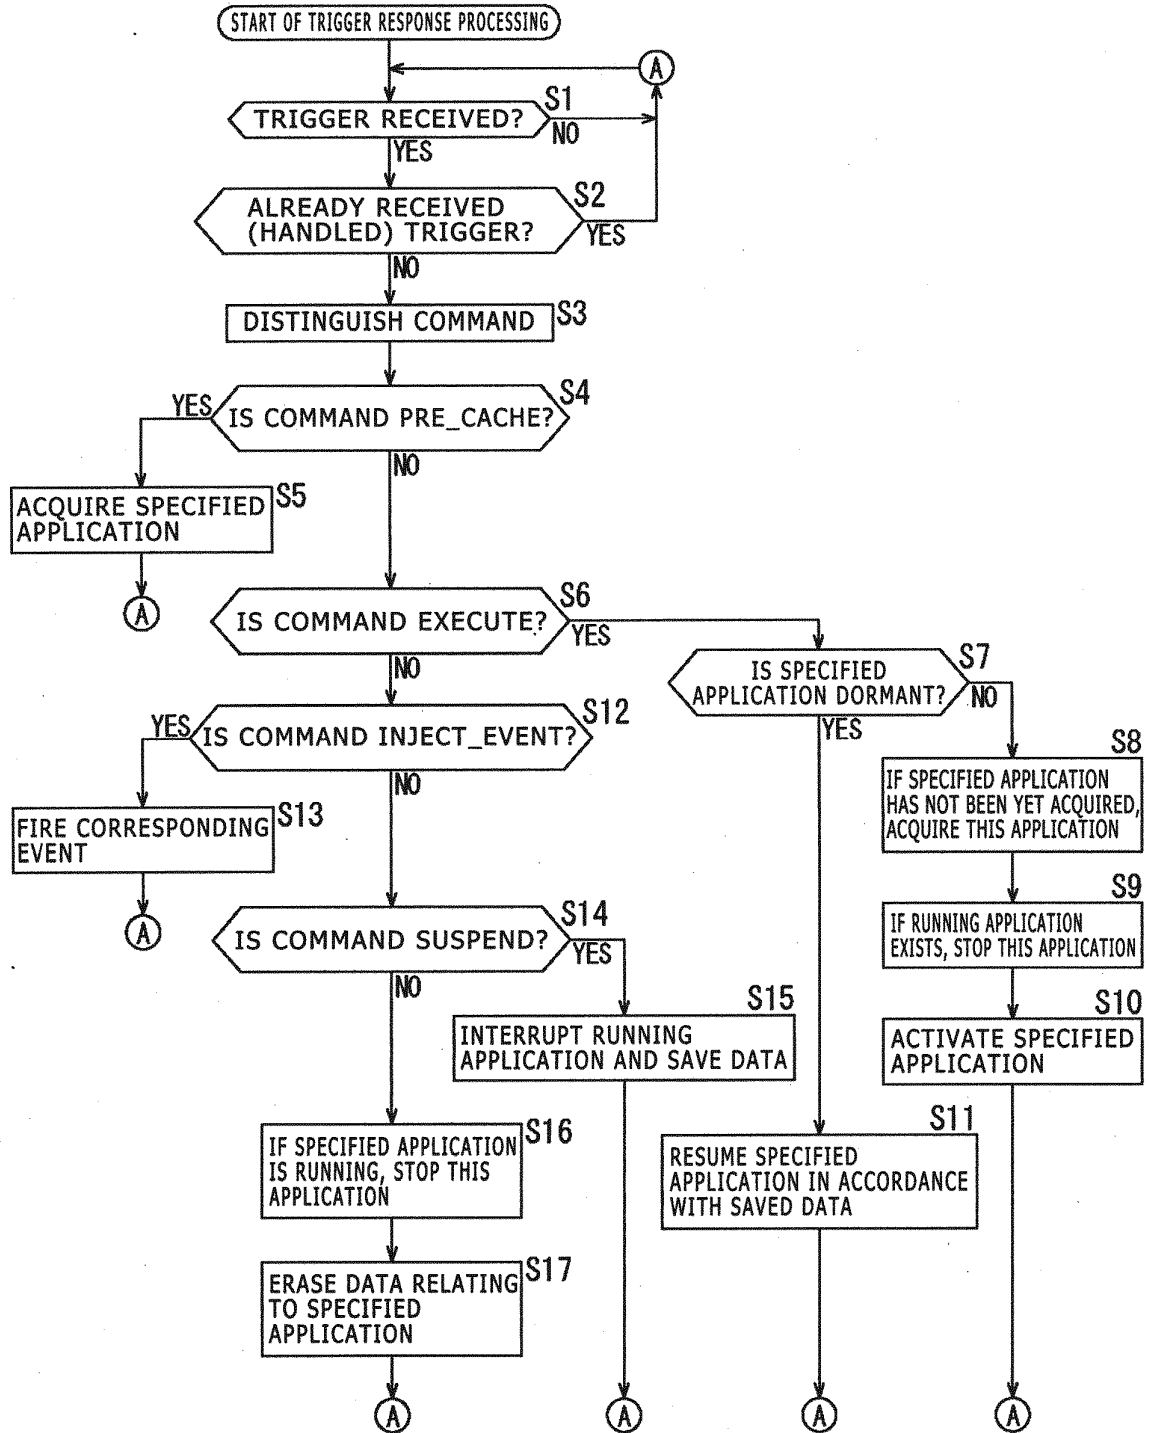 START OF TRIGGER RESPONSE PROCESSING
A
TRIGGER RECEIVED?
S1
NO
YES
ALREADY RECEIVED
(HANDLED) TRIGGER?
S2
YES
NO
DISTINGUISH COMMAND
S3
YES
IS COMMAND PRE_CACHE?
S4
NO
ACQUIRE SPECIFIED
APPLICATION
S5
A
IS COMMAND EXECUTE?
S6
YES
NO
IS SPECIFIED
APPLICATION DORMANT?
S7
NO
YES
YES
IS COMMAND INJECT_EVENT?
S12
NO
S8
IF SPECIFIED APPLICATION
HAS NOT BEEN YET ACQUIRED,
ACQUIRE THIS APPLICATION
FIRE CORRESPONDING
EVENT
S13
A
S9
IF RUNNING APPLICATION
EXISTS, STOP THIS APPLICATION
IS COMMAND SUSPEND?
S14
YES
NO
S15
INTERRUPT RUNNING
APPLICATION AND SAVE DATA
S10
ACTIVATE SPECIFIED
APPLICATION
S16
IF SPECIFIED APPLICATION
IS RUNNING, STOP THIS
APPLICATION
S11
RESUME SPECIFIED
APPLICATION IN ACCORDANCE
WITH SAVED DATA
S17
ERASE DATA RELATING
TO SPECIFIED
APPLICATION
A
A
A
A